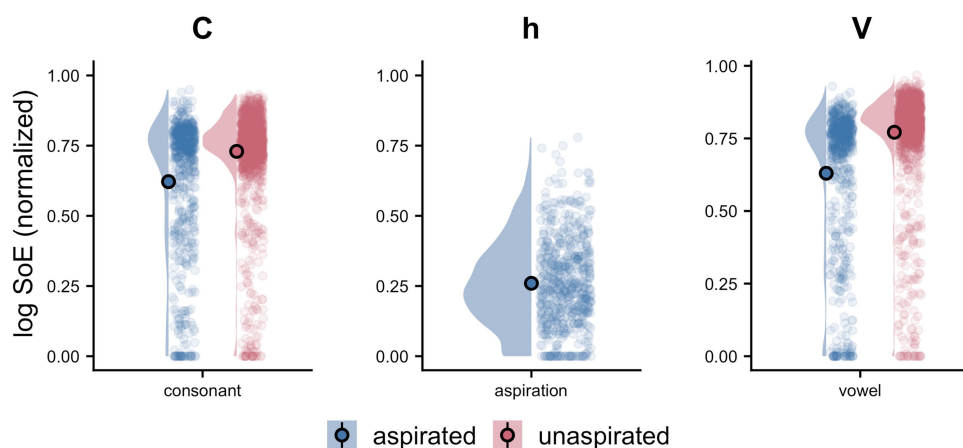 C
h
V
log SoE (normalized)
1.00
0.75
0.50
0.25
0.00
consonant
1.00
0.75
0.50
0.25
0.00
aspiration
1.00
0.75
0.50
0.25
0.00
vowel
aspirated
unaspirated